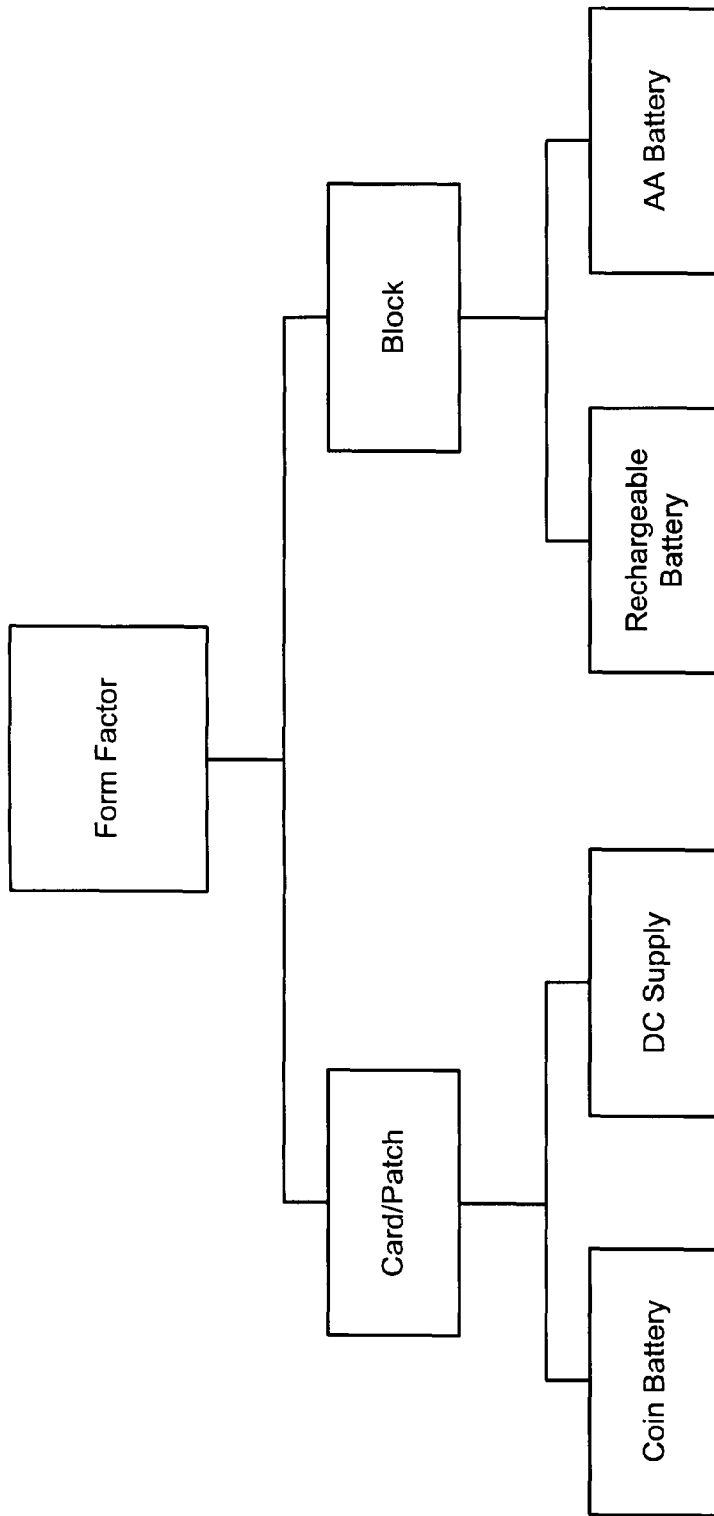 Form Factor
Card/Patch
Block
Coin Battery
DC Supply
Rechargeable
Battery
AA Battery